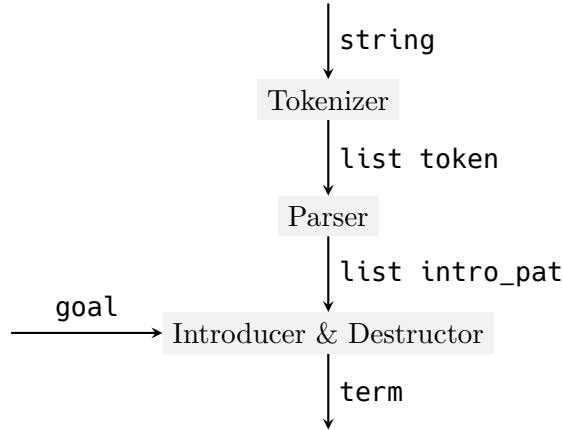 string
Tokenizer
list token
Parser
list intro_pat
goal
Introducer & Destructor
term